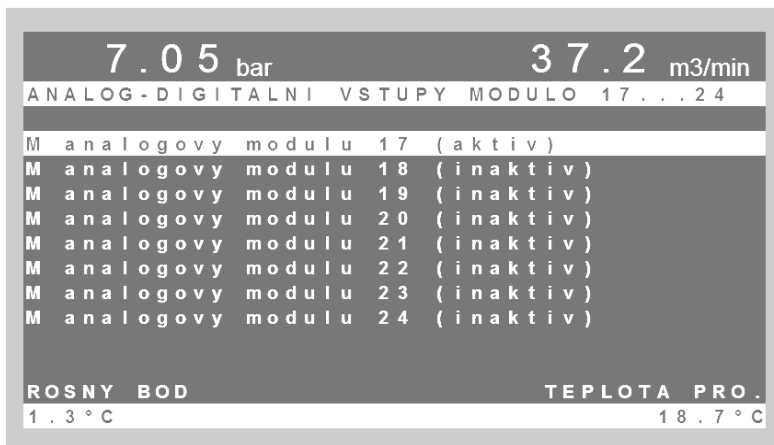 7.05 bar 37.2 m3/min
ANALOG-DIGITALNI VSTUPY MODULO 17...24
M analogovy modulu 17 (aktiv)
M analogovy modulu 18 (inaktiv)
M analogovy modulu 19 (inaktiv)
M analogovy modulu 20 (inaktiv)
M analogovy modulu 21 (inaktiv)
M analogovy modulu 22 (inaktiv)
M analogovy modulu 23 (inaktiv)
M analogovy modulu 24 (inaktiv)
ROSNY BOD TEPLOTA PRO.
1.3°C 18.7°C